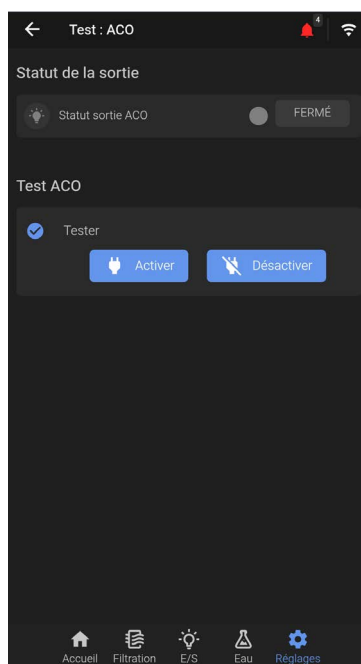 Test : ACO
4
Statut de la sortie
Statut sortie ACO
FERMÉ
Test ACO
Tester
Activer
Désactiver
Accueil Filtration E/S Eau Réglages